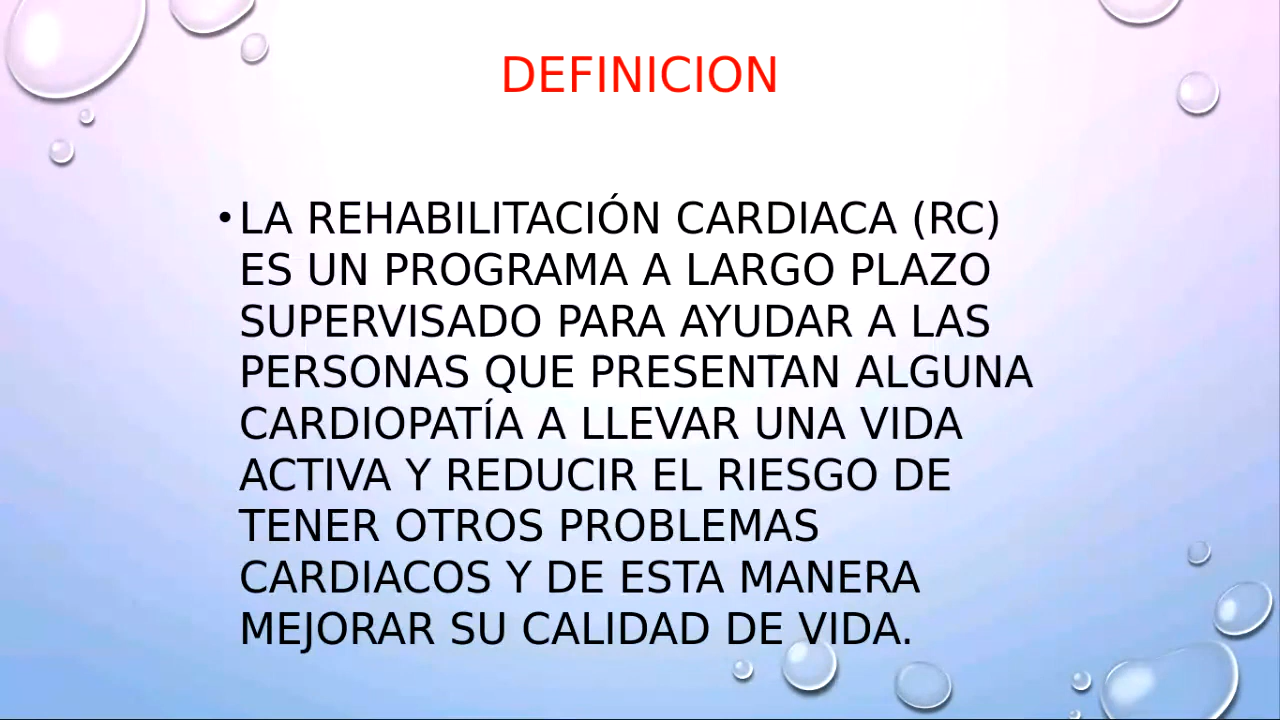 DEFINICION
• LA REHABILITACIÓN CARDIACA (RC)
ES UN PROGRAMA A LARGO PLAZO
SUPERVISADO PARA AYUDAR A LAS
PERSONAS QUE PRESENTAN ALGUNA
CARDIOPATÍA A LLEVAR UNA VIDA
ACTIVA Y REDUCIR EL RIESGO DE
TENER OTROS PROBLEMAS
CARDIACOS Y DE ESTA MANERA
MEJORAR SU CALIDAD DE VIDA.